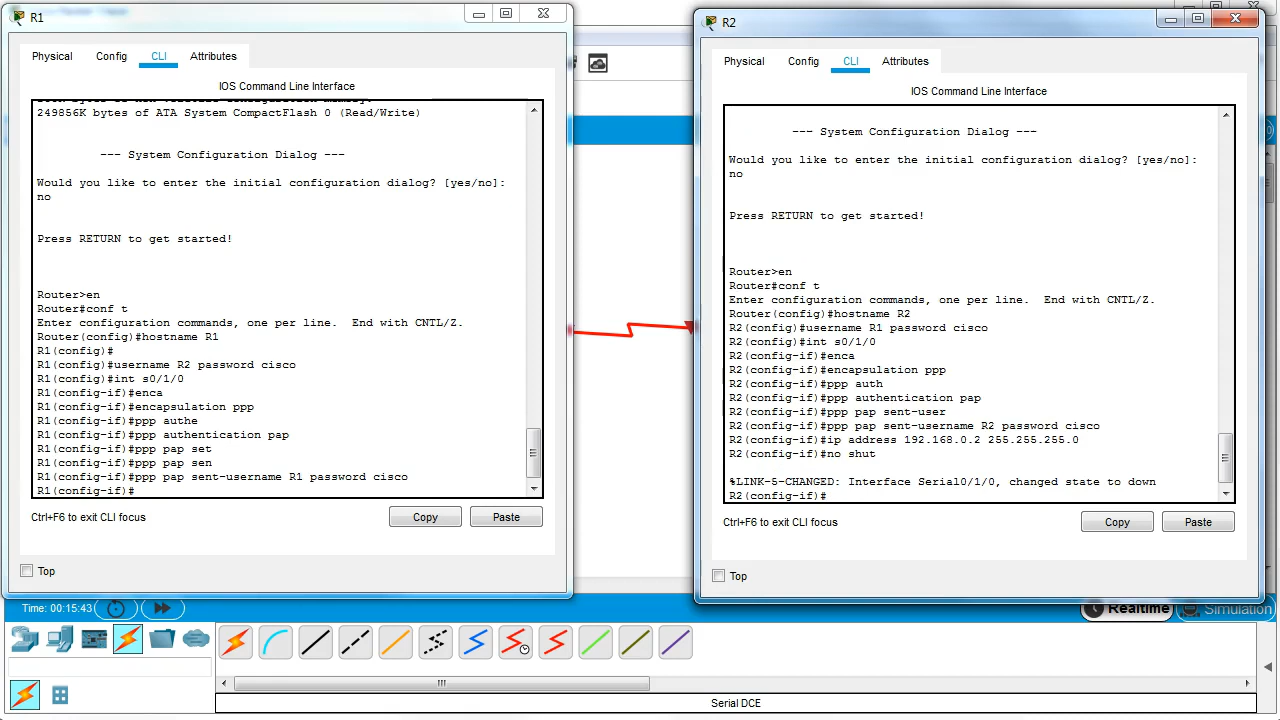 R1
Physical Config CLI Attributes
IOS Command Line Interface
249856K bytes of ATA System CompactFlash 0 (Read/Write)
--- System Configuration Dialog ---
Would you like to enter the initial configuration dialog? [yes/no]:
no
Press RETURN to get started!
Router>en
Router#conf t
Enter configuration commands, one per line.  End with CNTL/Z.
Router(config)#hostname R1
R1(config)#
R1(config)#username R2 password cisco
R1(config)#int s0/1/0
R1(config-if)#enca
R1(config-if)#encapsulation ppp
R1(config-if)#ppp authe
R1(config-if)#ppp authentication pap
R1(config-if)#ppp pap set
R1(config-if)#ppp pap sen
R1(config-if)#ppp pap sent-username R1 password cisco
R1(config-if)#
Ctrl+F6 to exit CLI focus
Copy Paste
Top
R2
Physical Config CLI Attributes
IOS Command Line Interface
--- System Configuration Dialog ---
Would you like to enter the initial configuration dialog? [yes/no]:
no
Press RETURN to get started!
Router>en
Router#conf t
Enter configuration commands, one per line.  End with CNTL/Z.
Router(config)#hostname R2
R2(config)#username R1 password cisco
R2(config)#int s0/1/0
R2(config-if)#enca
R2(config-if)#encapsulation ppp
R2(config-if)#ppp auth
R2(config-if)#ppp authentication pap
R2(config-if)#ppp pap sent-user
R2(config-if)#ppp pap sent-username R2 password cisco
R2(config-if)#ip address 192.168.0.2 255.255.255.0
R2(config-if)#no shut
%LINK-5-CHANGED: Interface Serial0/1/0, changed state to down
R2(config-if)#
Ctrl+F6 to exit CLI focus
Copy Paste
Top
Time: 00:15:43
Realtime Simulation
Serial DCE